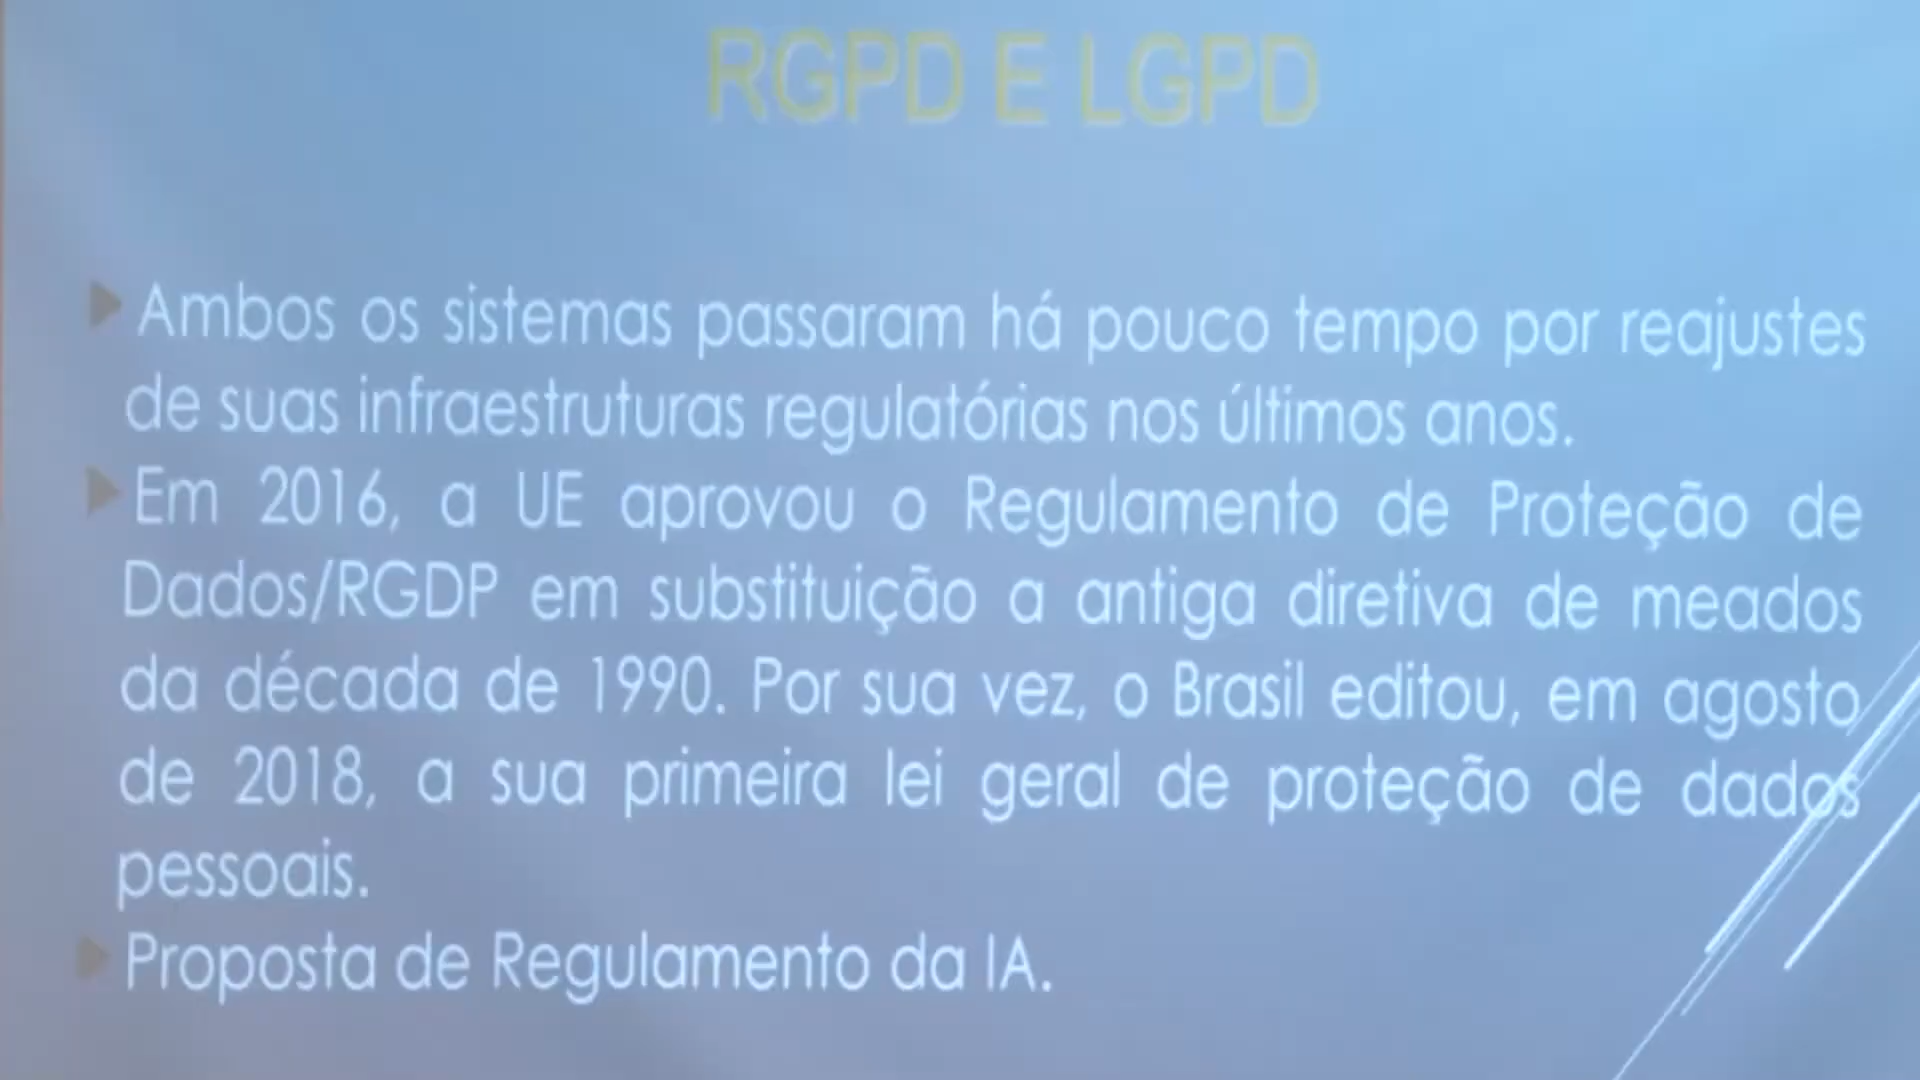 RGPD E LGPD
Ambos os sistemas passaram há pouco tempo por reajustes
de suas infraestruturas regulatórias nos últimos anos.
Em 2016, a UE aprovou o Regulamento de Proteção de
Dados/RGDP em substituição a antiga diretiva de meados
da década de 1990. Por sua vez, o Brasil editou, em agosto
de 2018, a sua primeira lei geral de proteção de dados
pessoais.
Proposta de Regulamento da IA.